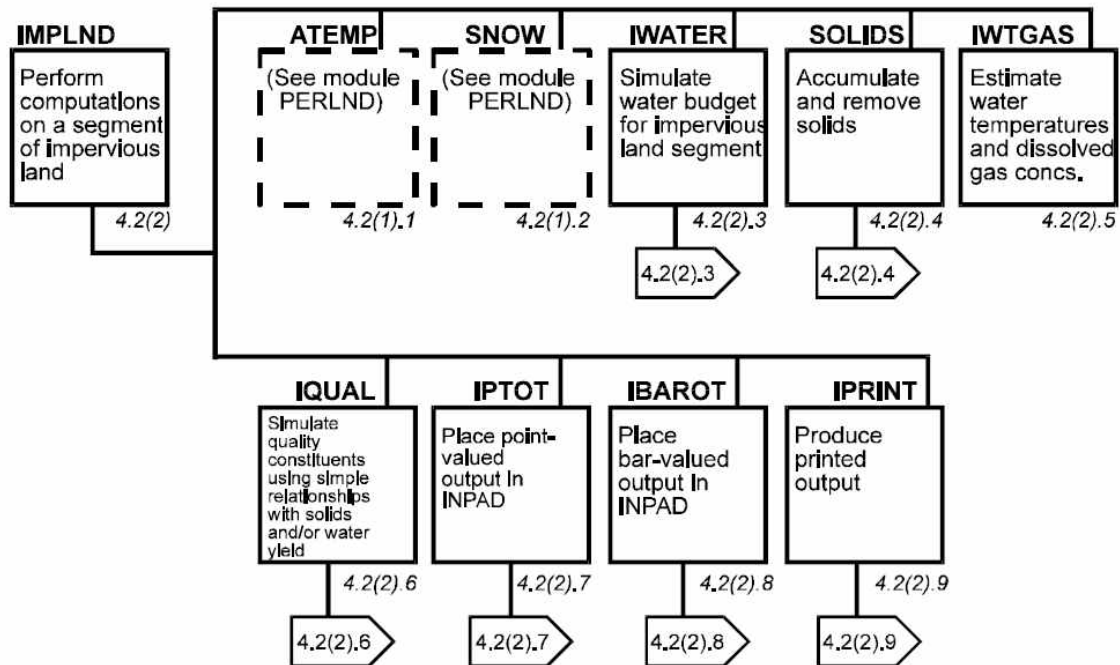 IMPLND
Perform
computations
on a segment
of impervious
land
4.2(2)
ATEMP
(See module
PERLND)
4.2(1).1
SNOW
(See module
PERLND)
4.2(1).2
IWATER
Simulate
water budget
for impervious
land segment
4.2(2).3
4.2(2).3
SOLIDS
Accumulate
and remove
solids
4.2(2).4
4.2(2).4
IWTGAS
Estimate
water
temperatures
and dissolved
gas concs.
4.2(2).5
IQUAL
Simulate
quality
constituents
using simple
relationships
with solids
and/or water
yield
4.2(2).6
4.2(2).6
IPTOT
Place point-
valued
output in
INPAD
4.2(2).7
4.2(2).7
IBAROT
Place
bar-valued
output in
INPAD
4.2(2).8
4.2(2).8
IPRINT
Produce
printed
output
4.2(2).9
4.2(2).9